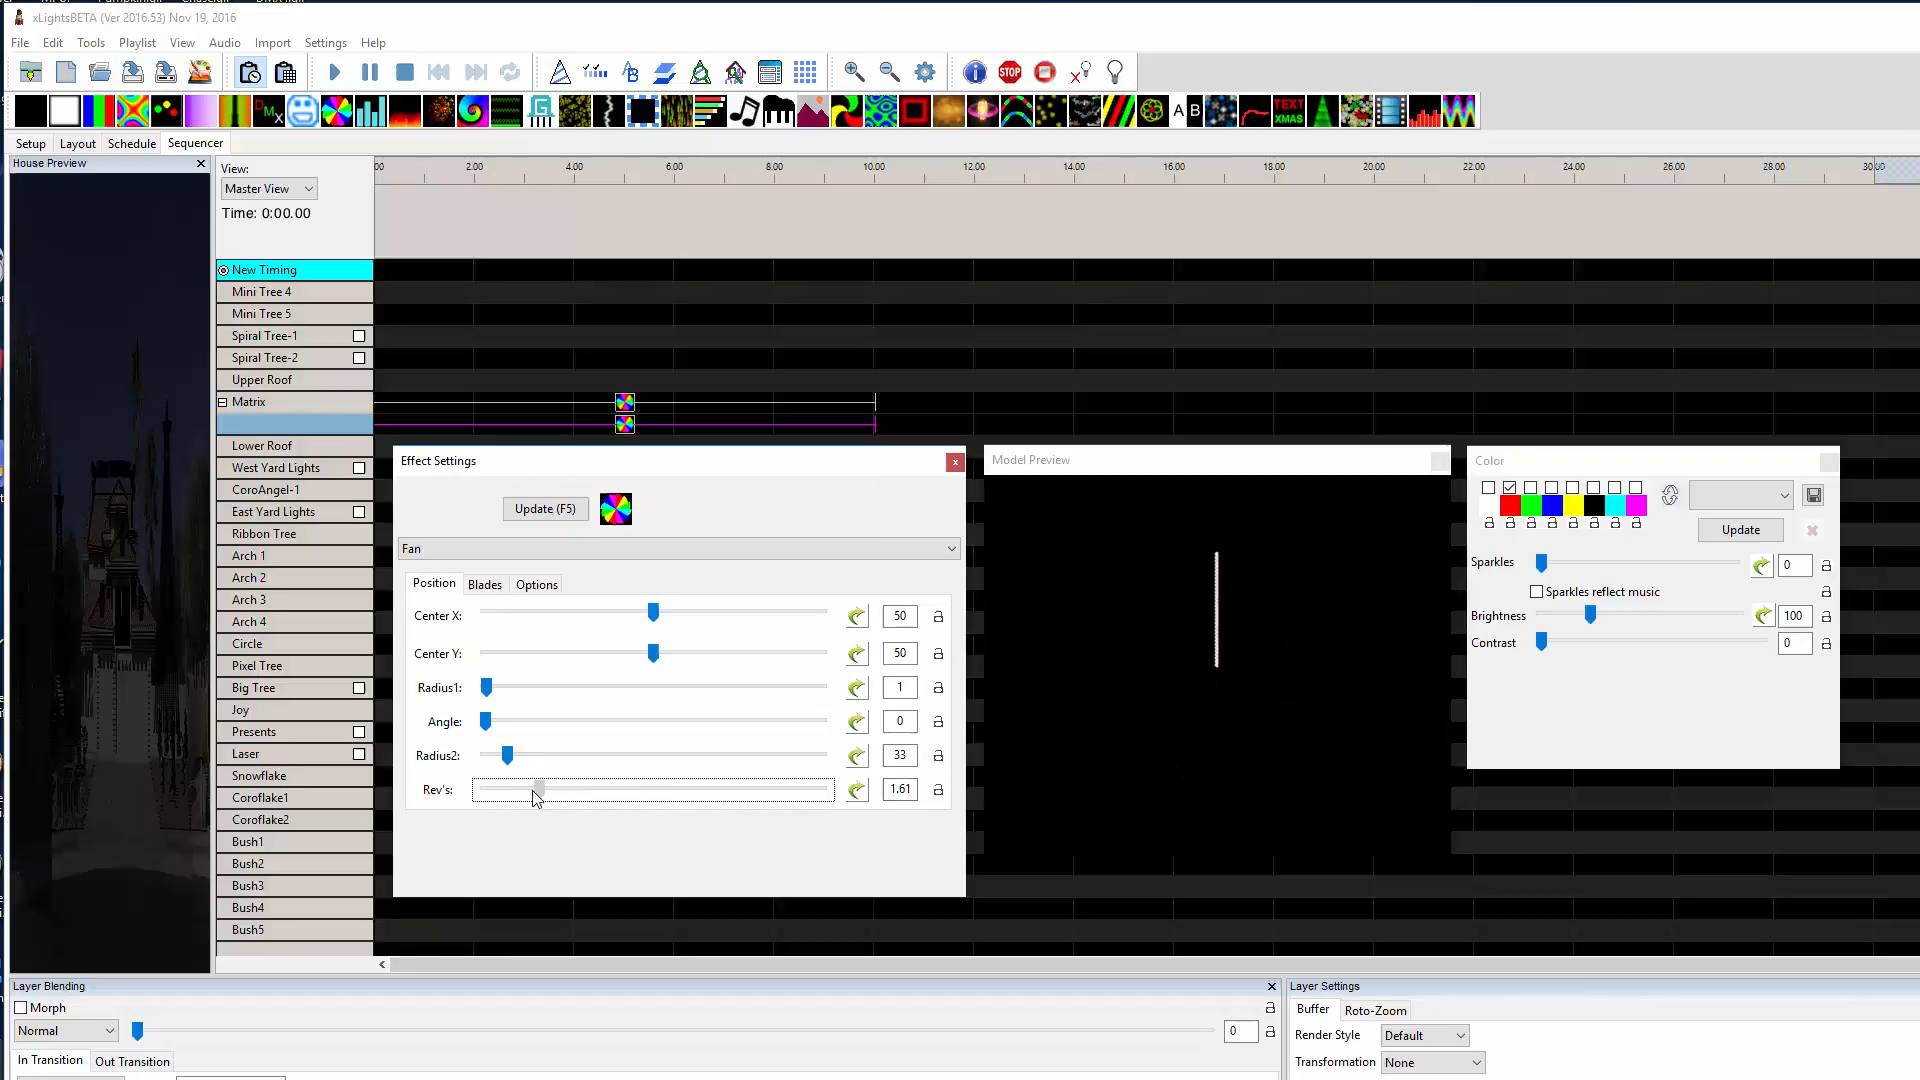 xLightsBETA (Ver 2016.53) Nov 19, 2016
File Edit Tools Playlist View Audio Import Settings Help
A B TEXT XMAS
Setup Layout Schedule Sequencer
House Preview
View:
Master View
Time: 0:00.00
2.00 4.00 6.00 8.00 10.00 12.00 14.00 16.00 18.00 20.00 22.00 24.00 26.00 28.00
New Timing
Mini Tree 4
Mini Tree 5
Spiral Tree-1
Spiral Tree-2
Upper Roof
Matrix
Lower Roof
West Yard Lights
CoroAngel-1
East Yard Lights
Ribbon Tree
Arch 1
Arch 2
Arch 3
Arch 4
Circle
Pixel Tree
Big Tree
Joy
Presents
Laser
Snowflake
Coroflake1
Coroflake2
Bush1
Bush2
Bush3
Bush4
Bush5
Effect Settings
Update (F5)
Fan
Position Blades Options
Center X: 50
Center Y: 50
Radius1: 1
Angle: 0
Radius2: 33
Rev's: 1.61
Model Preview
Color
Update
Sparkles 0
Sparkles reflect music
Brightness 100
Contrast 0
Layer Blending
Morph
Normal 0
In Transition Out Transition
Layer Settings
Buffer Roto-Zoom
Render Style Default
Transformation None